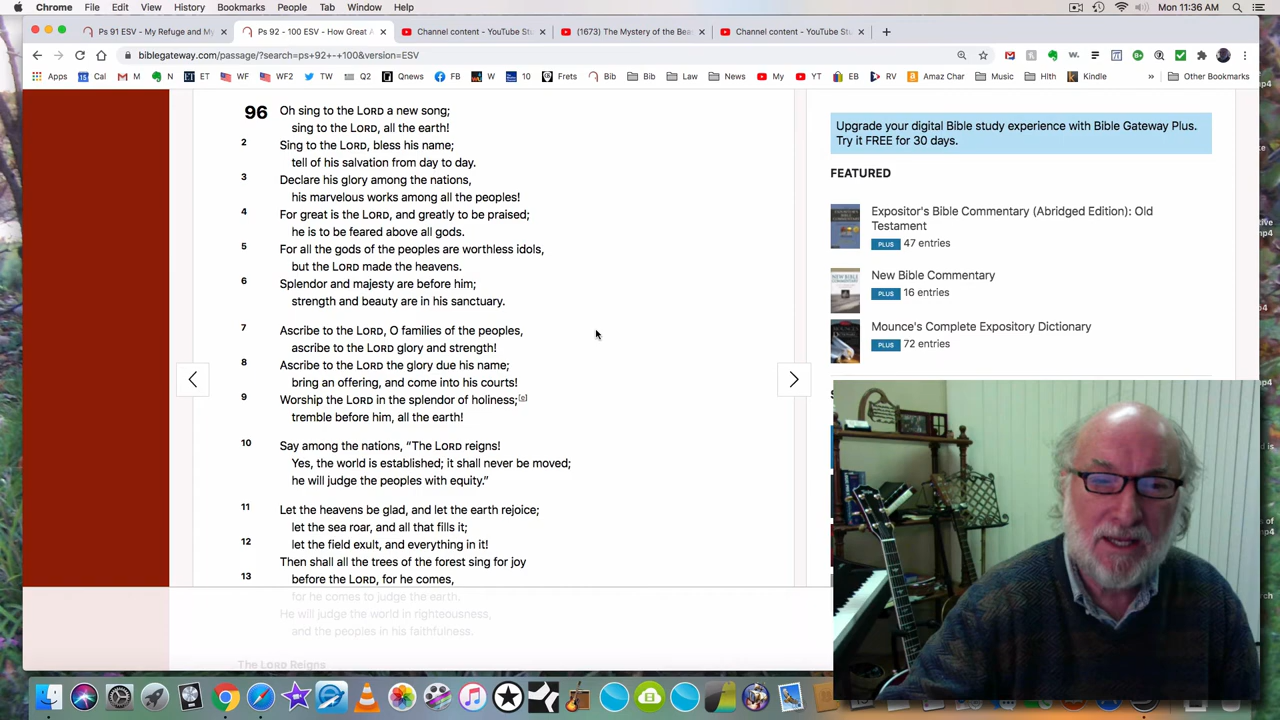 Chrome File Edit View History Bookmarks People Tab Window Help Mon 11:36 AM
Ps 91 ESV - My Refuge and My Ps 92 - 100 ESV - How Great A Channel content - YouTube Stu (1673) The Mystery of the Bea Channel content - YouTube Stu
biblegateway.com/passage/?search=ps+92+-+100&version=ESV
Apps Cal M N ET WF WF2 TW Q2 Qnews FB W 10 Frets Bib Bib Law News My YT EB RV Amaz Char Music Hith Kindle » Other Bookmarks
96 Oh sing to the LORD a new song;
sing to the LORD, all the earth!
2 Sing to the LORD, bless his name;
tell of his salvation from day to day.
3 Declare his glory among the nations,
his marvelous works among all the peoples!
4 For great is the LORD, and greatly to be praised;
he is to be feared above all gods.
5 For all the gods of the peoples are worthless idols,
but the LORD made the heavens.
6 Splendor and majesty are before him;
strength and beauty are in his sanctuary.
7 Ascribe to the LORD, O families of the peoples,
ascribe to the LORD glory and strength!
8 Ascribe to the LORD the glory due his name;
bring an offering, and come into his courts!
9 Worship the LORD in the splendor of holiness;
tremble before him, all the earth!
10 Say among the nations, “The LORD reigns!
Yes, the world is established; it shall never be moved;
he will judge the peoples with equity.”
11 Let the heavens be glad, and let the earth rejoice;
let the sea roar, and all that fills it;
12 let the field exult, and everything in it!
Then shall all the trees of the forest sing for joy
13 before the LORD, for he comes,
for he comes to judge the earth.
He will judge the world in righteousness,
and the peoples in his faithfulness.
The LORD Reigns
Upgrade your digital Bible study experience with Bible Gateway Plus.
Try it FREE for 30 days.
FEATURED
Expositor's Bible Commentary (Abridged Edition): Old
Testament
PLUS 47 entries
New Bible Commentary
PLUS 16 entries
Mounce's Complete Expository Dictionary
PLUS 72 entries